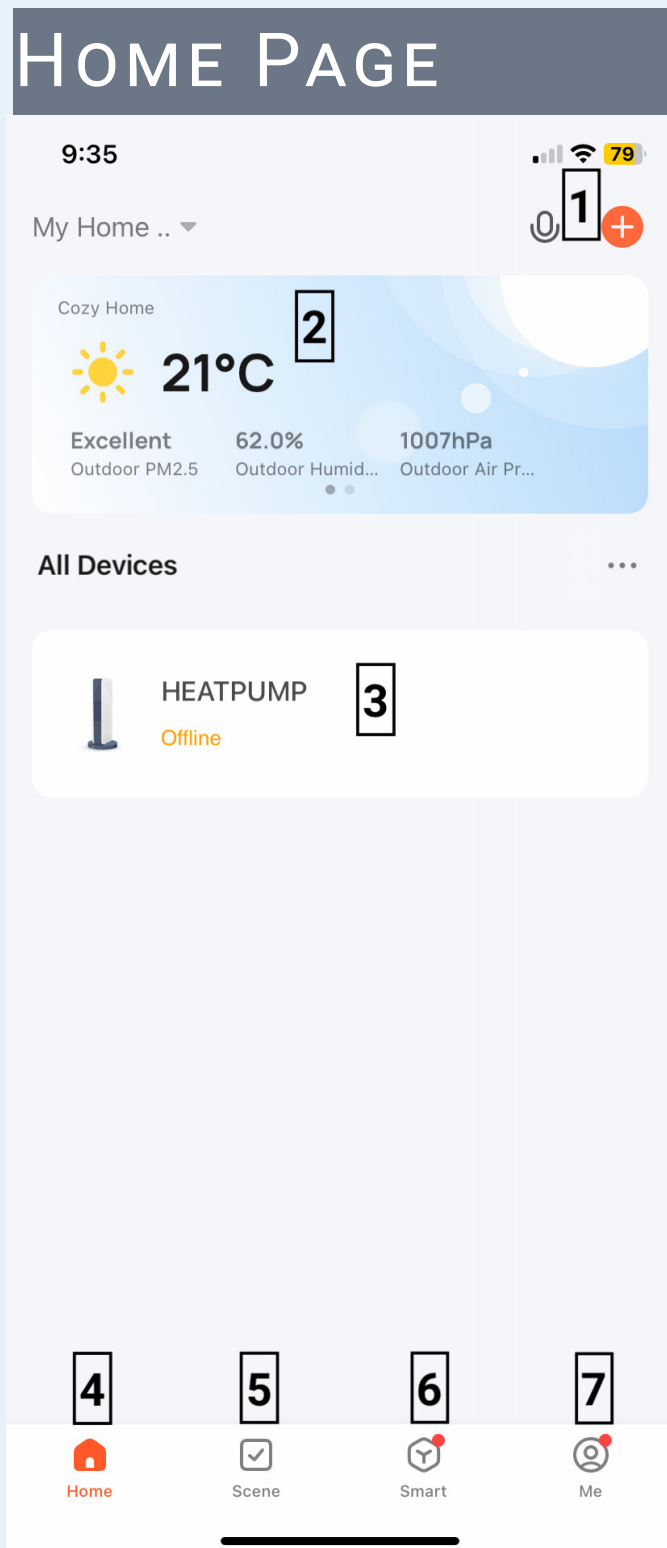 HOME PAGE
9:35
79
1
My Home ..
Cozy Home
2
21°C
Excellent 62.0% 1007hPa
Outdoor PM2.5 Outdoor Humid... Outdoor Air Pr...
All Devices
HEATPUMP
3
Offline
4 5 6 7
Home Scene Smart Me